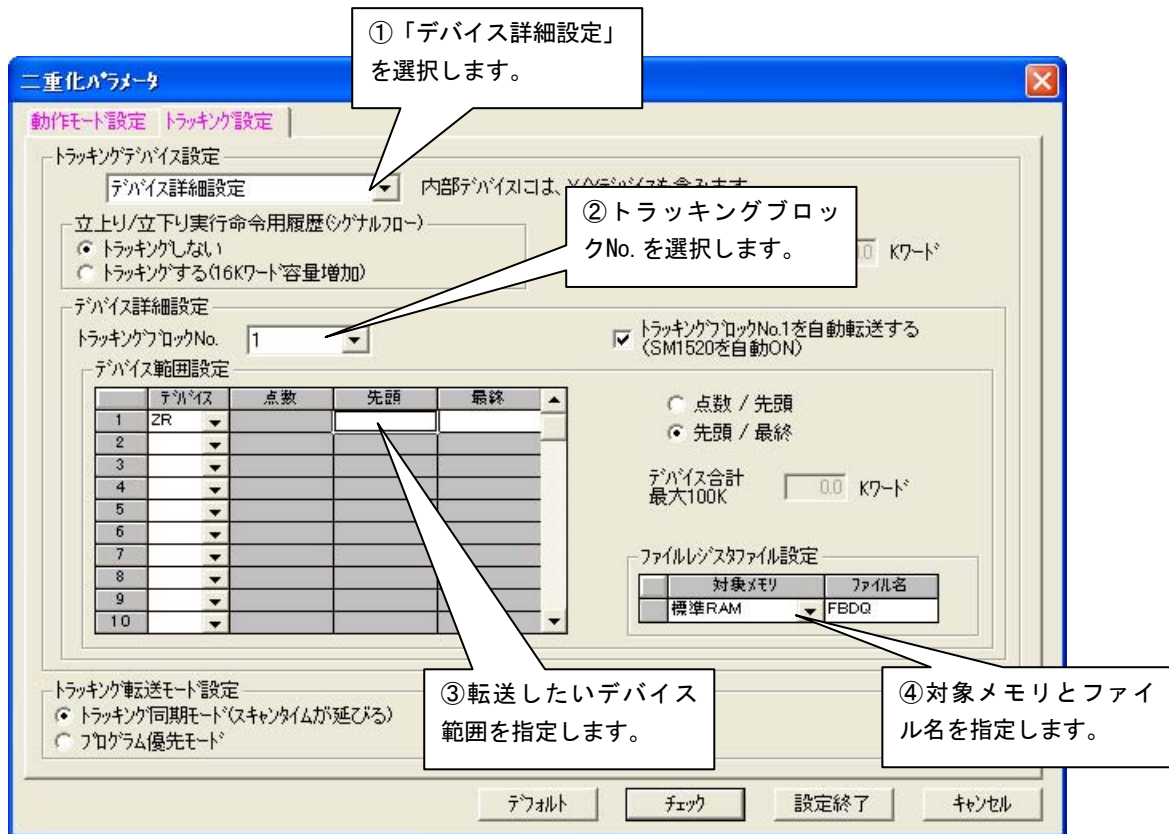 ①「デバイス詳細設定」
を選択します。
二重化パラメータ
動作モード設定 トラッキング設定
トラッキングデバイス設定
デバイス詳細設定
内部デバイスには、X/Yデバイスも含みます
立上り/立下り実行命令用履歴(シグナルフロー)
トラッキングしない
トラッキングする(16Kワード容量増加)
②トラッキングブロッ
クNo.を選択します。
Kワード
デバイス詳細設定
トラッキングブロックNo. 1
トラッキングブロックNo.1を自動転送する
(SM1520を自動ON)
デバイス範囲設定
デバイス 点数 先頭 最終
1 ZR
2
3
4
5
6
7
8
9
10
点数 / 先頭
先頭 / 最終
デバイス合計
最大100K
0.0 Kワード
ファイルレジスタファイル設定
対象メモリ ファイル名
標準RAM FBDQ
トラッキング転送モード設定
トラッキング同期モード(スキャンタイムが延びる)
プログラム優先モード
③転送したいデバイス
範囲を指定します。
④対象メモリとファイ
ル名を指定します。
デフォルト チェック 設定終了 キャンセル